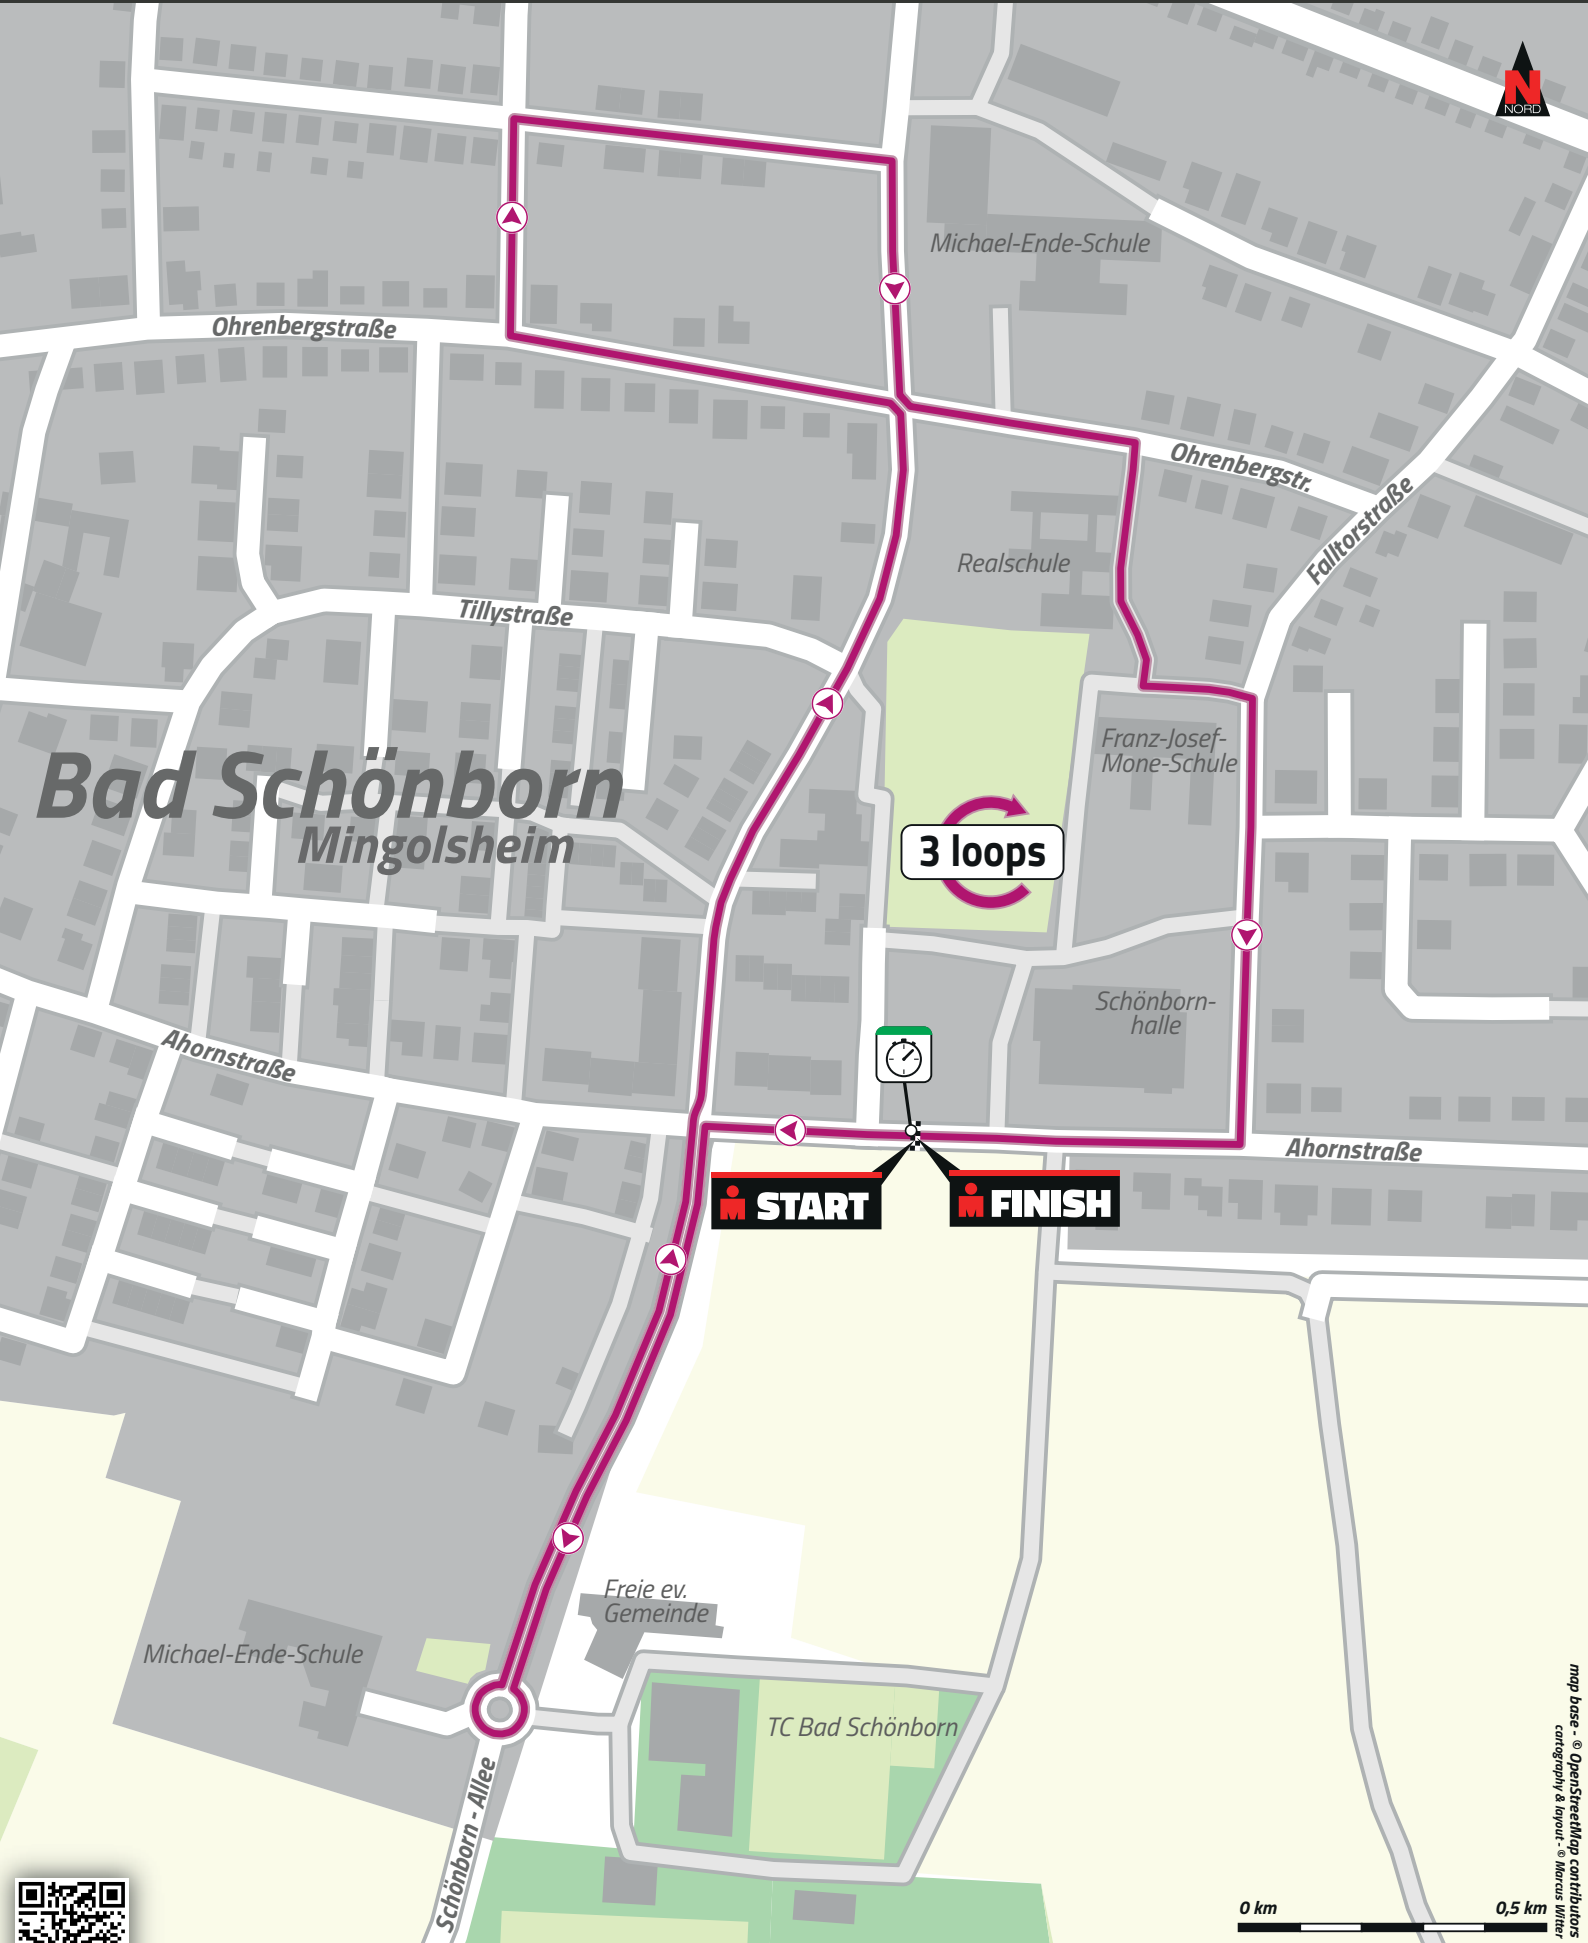 N
NORD
Michael-Ende-Schule
Ohrenbergstraße
Ohrenbergstr.
Falltorstraße
Realschule
Tillystraße
Franz-Josef-
Mone-Schule
Bad Schönborn
Mingolsheim
3 loops
Schönborn-
halle
Ahornstraße
Ahornstraße
START
FINISH
Freie ev.
Gemeinde
Michael-Ende-Schule
TC Bad Schönborn
Schönborn - Allee
0 km
0,5 km
map base - © OpenStreetMap contributors
cartography & layout - © Marcus Witter